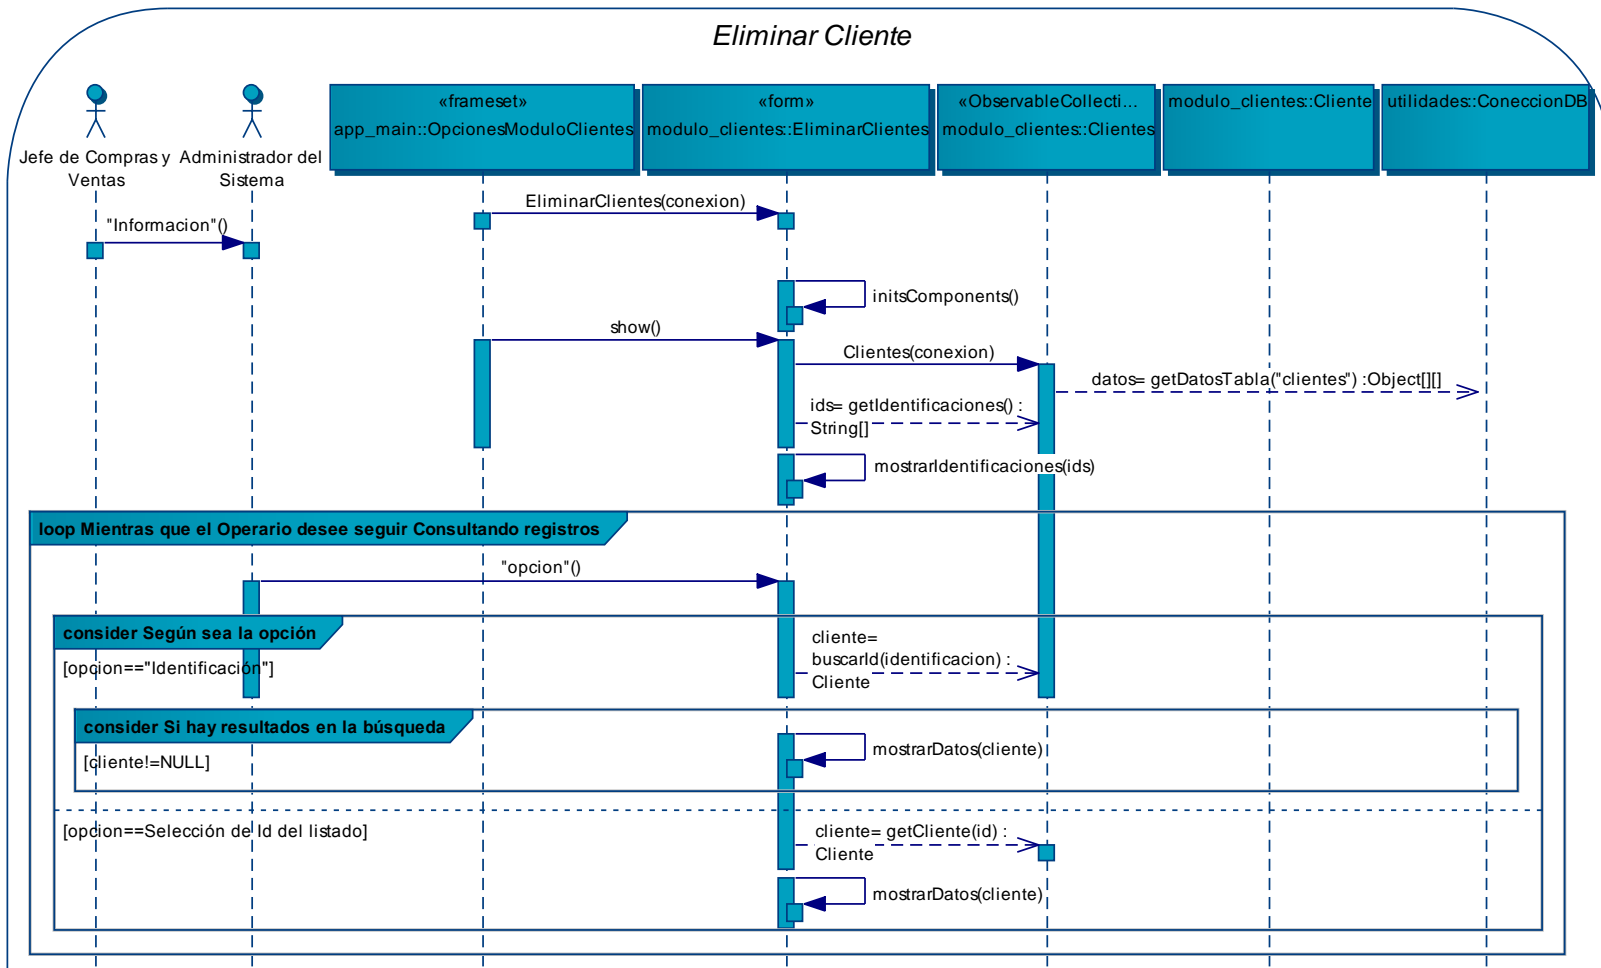 Eliminar Cliente
«frameset»
app_main::OpcionesModuloClientes
«form»
modulo_clientes::EliminarClientes
«ObservableCollecti...
modulo_clientes::Clientes
modulo_clientes::Cliente
utilidades::ConeccionDB
Jefe de Compras y
Ventas
Administrador del
Sistema
EliminarClientes(conexion)
"Informacion"()
initsComponents()
show()
Clientes(conexion)
datos= getDatosTabla("clientes") :Object[][]
ids= getIdentificaciones() :
String[]
mostrarIdentificaciones(ids)
loop Mientras que el Operario desee seguir Consultando registros
"opcion"()
consider Según sea la opción
[opcion=="Identificación"]
cliente=
buscarId(identificacion) :
Cliente
consider Si hay resultados en la búsqueda
[cliente!=NULL]
mostrarDatos(cliente)
[opcion==Selección de Id del listado]
cliente= getCliente(id) :
Cliente
mostrarDatos(cliente)